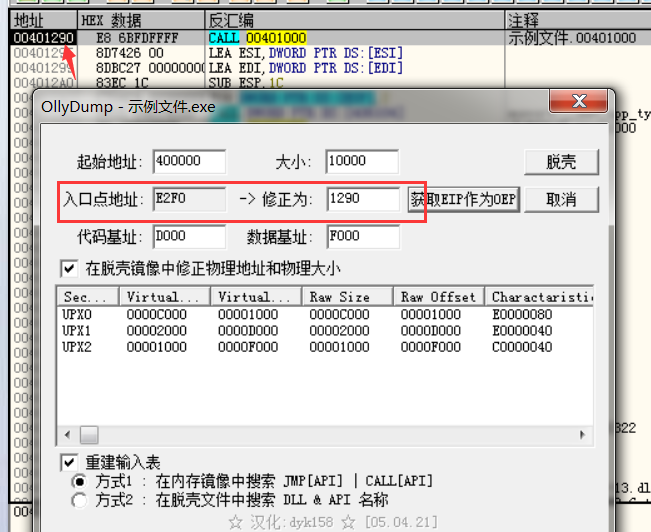 地址 HEX 数据 反汇编 注释
00401290 E8 6BFDFFFF CALL 00401000 示例文件.00401000
0040129 8D7426 00 LEA ESI,DWORD PTR DS:[ESI]
0040129 8DBC27 00000000 LEA EDI,DWORD PTR DS:[EDI]
004012A0 83EC 1C SUB ESP,1C
OllyDump - 示例文件.exe
起始地址: 400000 大小: 10000 脱壳
入口点地址: E2F0 -> 修正为: 1290 获取EIP作为OEP 取消
代码基址: D000 数据基址: F000
在脱壳镜像中修正物理地址和物理大小
Sec... Virtual... Virtual... Raw Size Raw Offset Charactaristi
UPX0 0000C000 00001000 0000C000 00001000 E0000080
UPX1 00002000 0000D000 00002000 0000D000 E0000040
UPX2 00001000 0000F000 00001000 0000F000 C0000040
重建输入表
方式1 : 在内存镜像中搜索 JMP[API] | CALL[API]
方式2 : 在脱壳文件中搜索 DLL & API 名称
☆ 汉化:dyk158 ☆ [05.04.21]